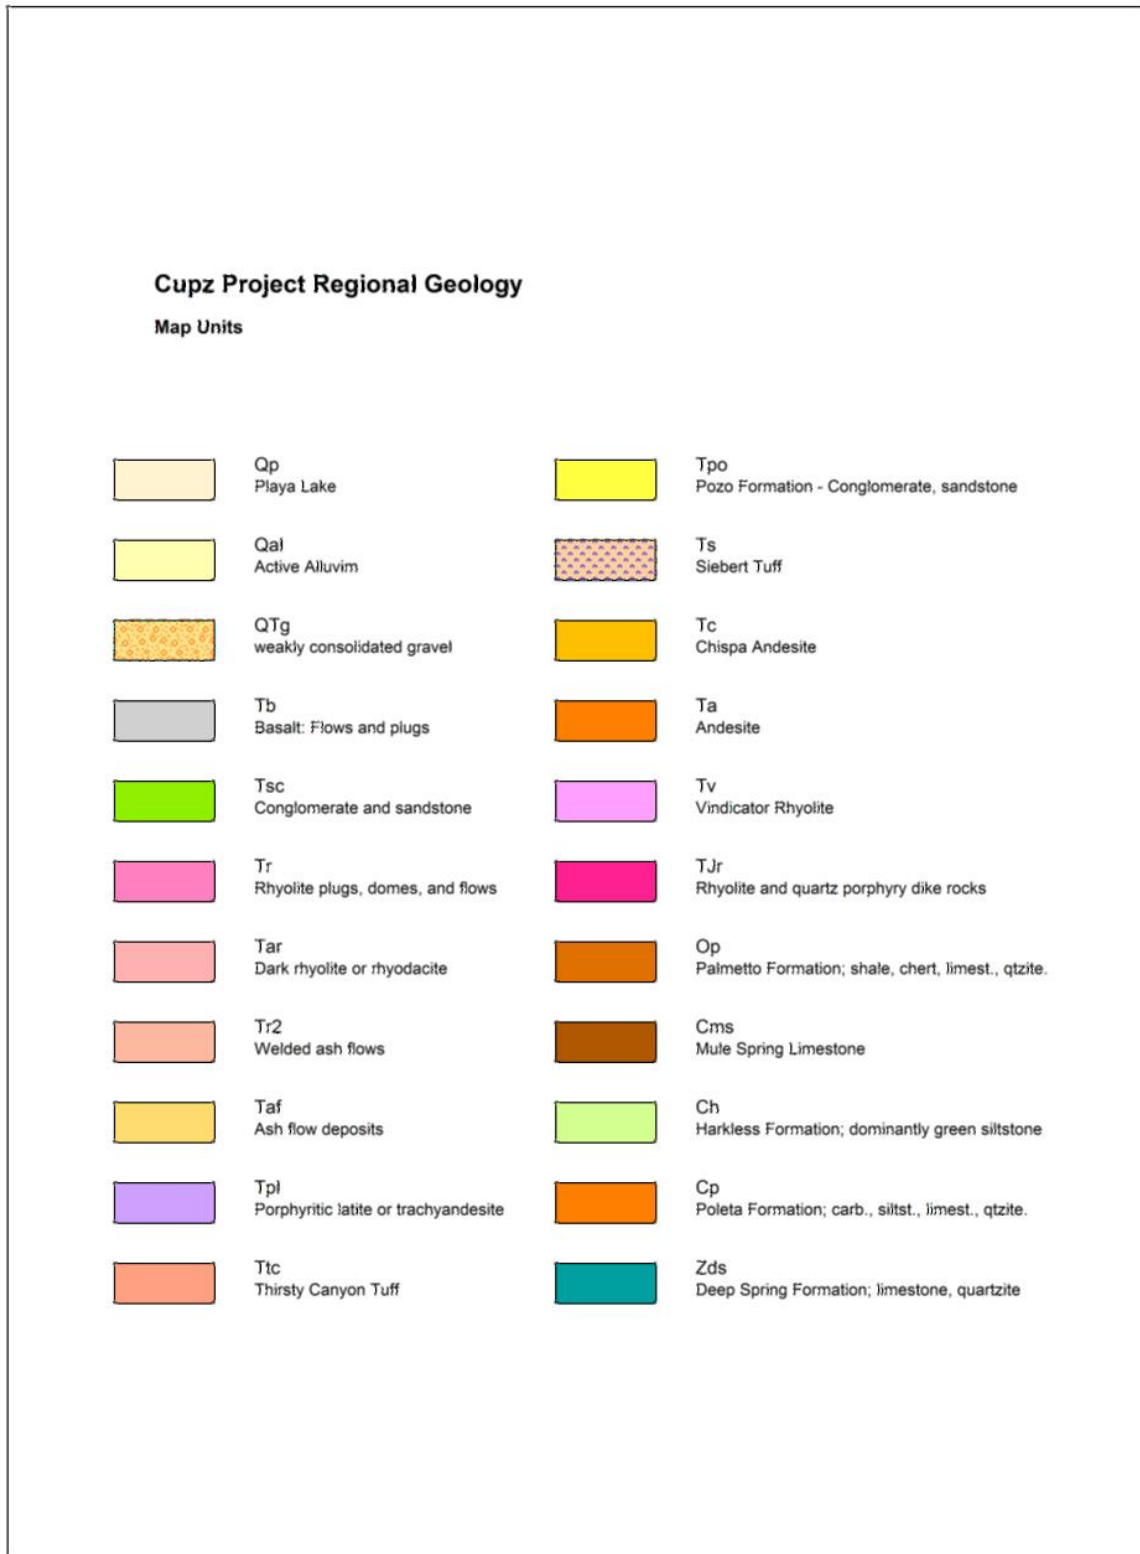 Cupz Project Regional Geology
Map Units
Qp
Playa Lake
Qal
Active Alluvim
QTg
weakly consolidated gravel
Tb
Basalt: Flows and plugs
Tsc
Conglomerate and sandstone
Tr
Rhyolite plugs, domes, and flows
Tar
Dark rhyolite or rhyodacite
Tr2
Welded ash flows
Taf
Ash flow deposits
Tpl
Porphyritic latite or trachyandesite
Ttc
Thirsty Canyon Tuff
Tpo
Pozo Formation - Conglomerate, sandstone
Ts
Siebert Tuff
Tc
Chispa Andesite
Ta
Andesite
Tv
Vindicator Rhyolite
TJr
Rhyolite and quartz porphyry dike rocks
Op
Palmetto Formation; shale, chert, limest., qtzite.
Cms
Mule Spring Limestone
Ch
Harkless Formation; dominantly green siltstone
Cp
Poleta Formation; carb., siltst., limest., qtzite.
Zds
Deep Spring Formation; limestone, quartzite